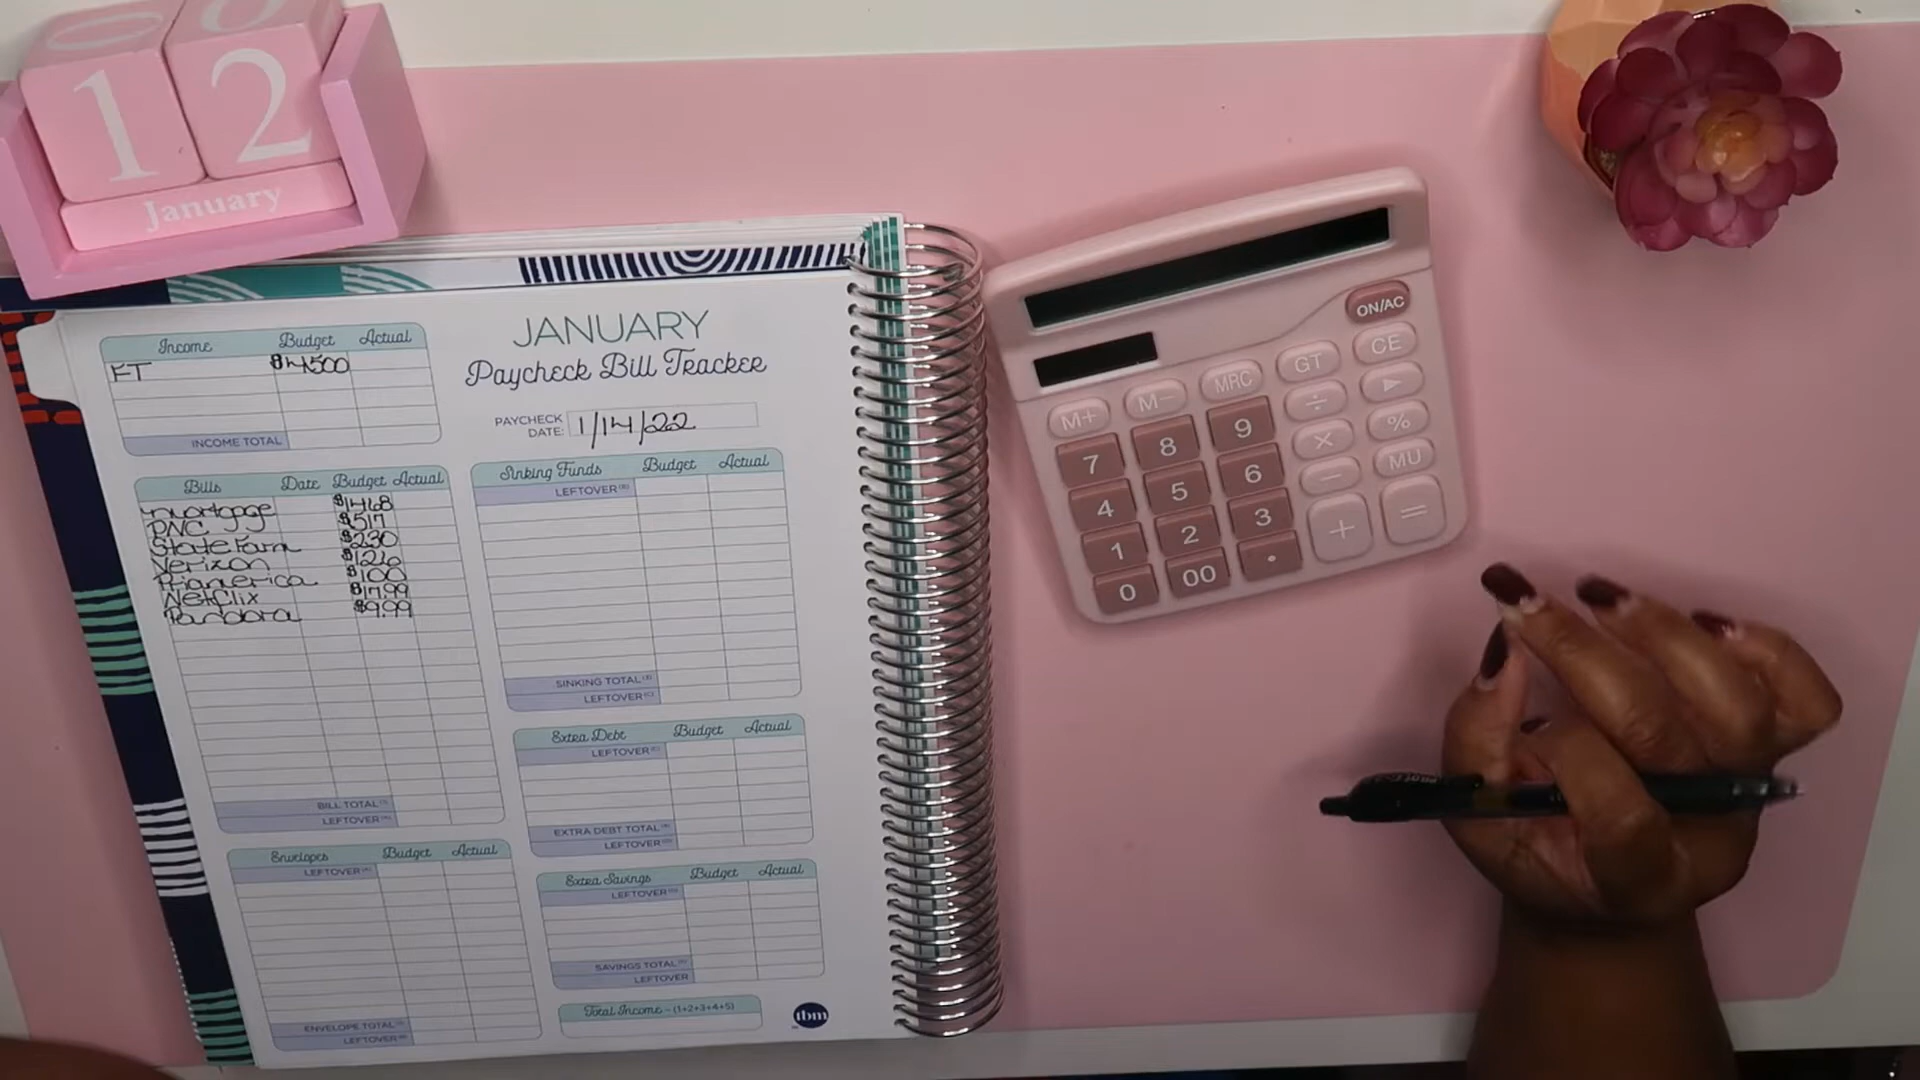 1 2
January
JANUARY
Paycheck Bill Tracker
PAYCHECK DATE: 1/14/22
Income Budget Actual
FT $4500
INCOME TOTAL
Bills Date Budget Actual
mortgage $1468
PNC $517
State Farm $230
Verizon $126
Primerica $100
Netflix $17.99
Pandora $9.99
BILL TOTAL
LEFTOVER
Envelopes Budget Actual
LEFTOVER
ENVELOPE TOTAL
LEFTOVER
Sinking Funds Budget Actual
LEFTOVER
SINKING TOTAL
LEFTOVER
Extra Debt Budget Actual
LEFTOVER
EXTRA DEBT TOTAL
LEFTOVER
Extra Savings Budget Actual
LEFTOVER
SAVINGS TOTAL
LEFTOVER
Total Income - (1+2+3+4+5)
tbm
ON/AC
M+ M- MRC GT CE
7 8 9 ÷ ▶
4 5 6 × %
1 2 3 − MU
0 00 . + =